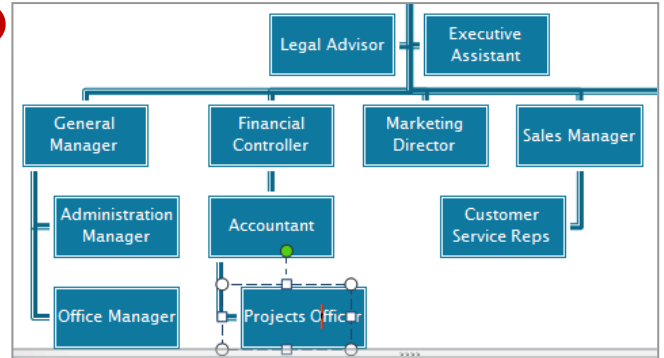 Legal Advisor
Executive
Assistant
General
Manager
Financial
Controller
Marketing
Director
Sales Manager
Administration
Manager
Accountant
Customer
Service Reps
Office Manager
Projects Officer